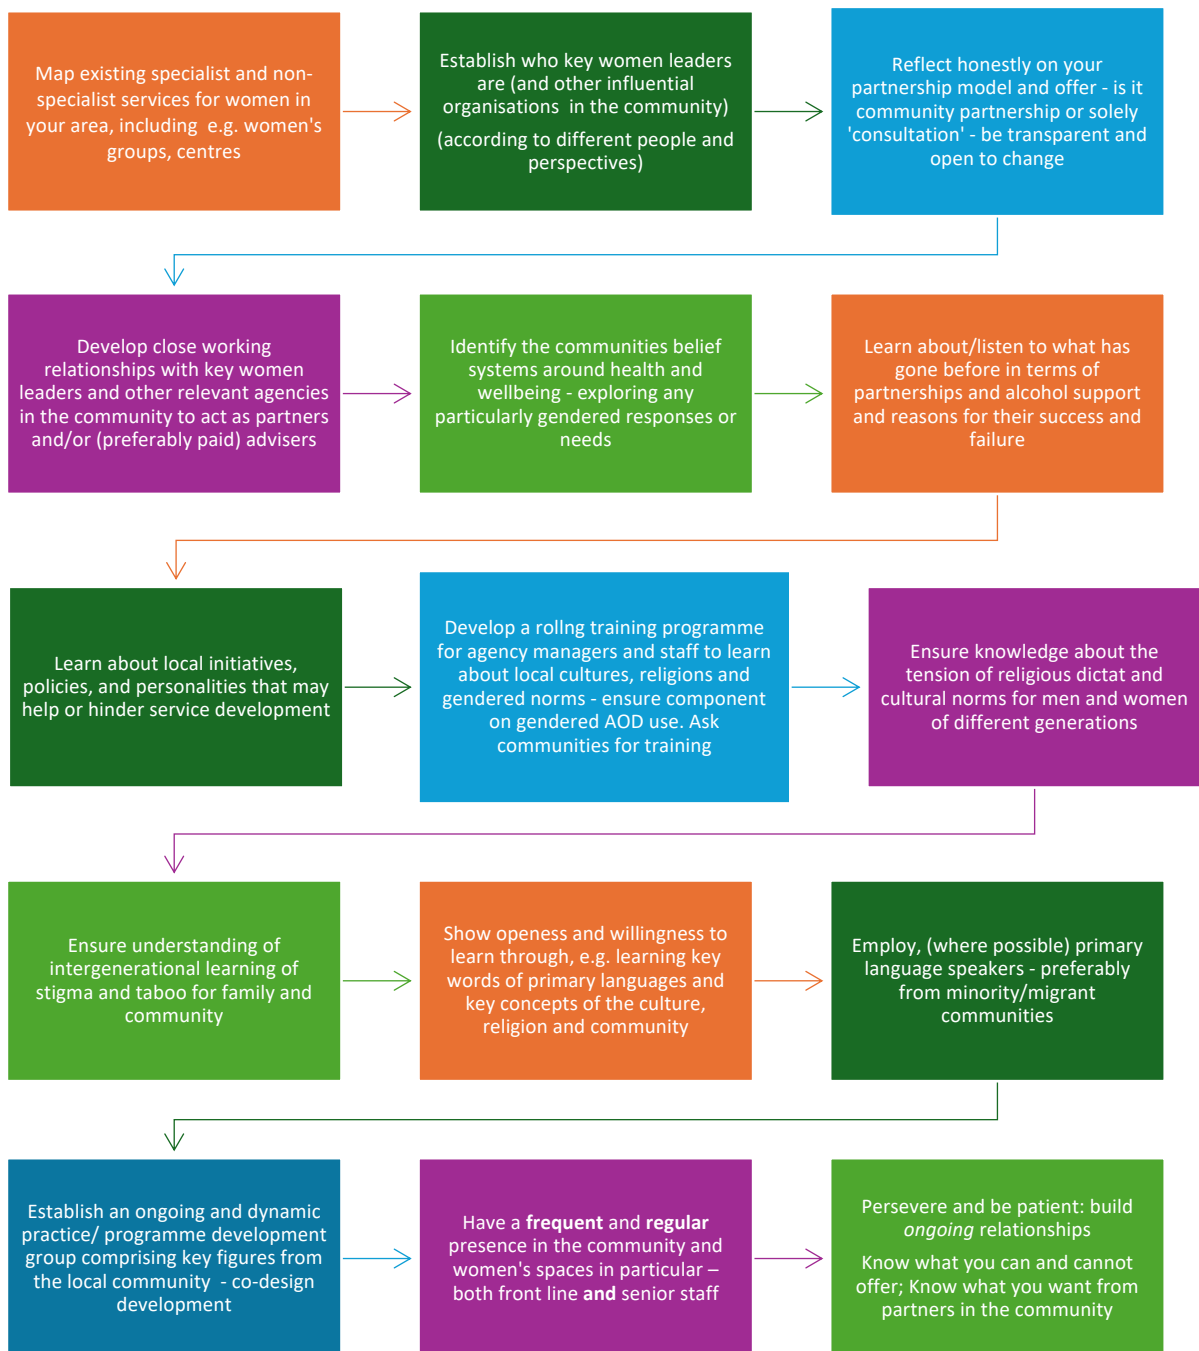 Map existing specialist and non-
specialist services for women in
your area, including e.g. women's
groups, centres
Establish who key women leaders
are (and other influential
organisations in the community)
(according to different people and
perspectives)
Reflect honestly on your
partnership model and offer - is it
community partnership or solely
'consultation' - be transparent and
open to change
Develop close working
relationships with key women
leaders and other relevant agencies
in the community to act as partners
and/or (preferably paid) advisers
Identify the communities belief
systems around health and
wellbeing - exploring any
particularly gendered responses or
needs
Learn about/listen to what has
gone before in terms of
partnerships and alcohol support
and reasons for their success and
failure
Learn about local initiatives,
policies, and personalities that may
help or hinder service development
Develop a rollng training programme
for agency managers and staff to learn
about local cultures, religions and
gendered norms - ensure component
on gendered AOD use. Ask
communities for training
Ensure knowledge about the
tension of religious dictat and
cultural norms for men and women
of different generations
Ensure understanding of
intergenerational learning of
stigma and taboo for family and
community
Show openess and willingness to
learn through, e.g. learning key
words of primary languages and
key concepts of the culture,
religion and community
Employ, (where possible) primary
language speakers - preferably
from minority/migrant
communities
Establish an ongoing and dynamic
practice/ programme development
group comprising key figures from
the local community - co-design
development
Have a frequent and regular
presence in the community and
women's spaces in particular –
both front line and senior staff
Persevere and be patient: build
ongoing relationships
Know what you can and cannot
offer; Know what you want from
partners in the community